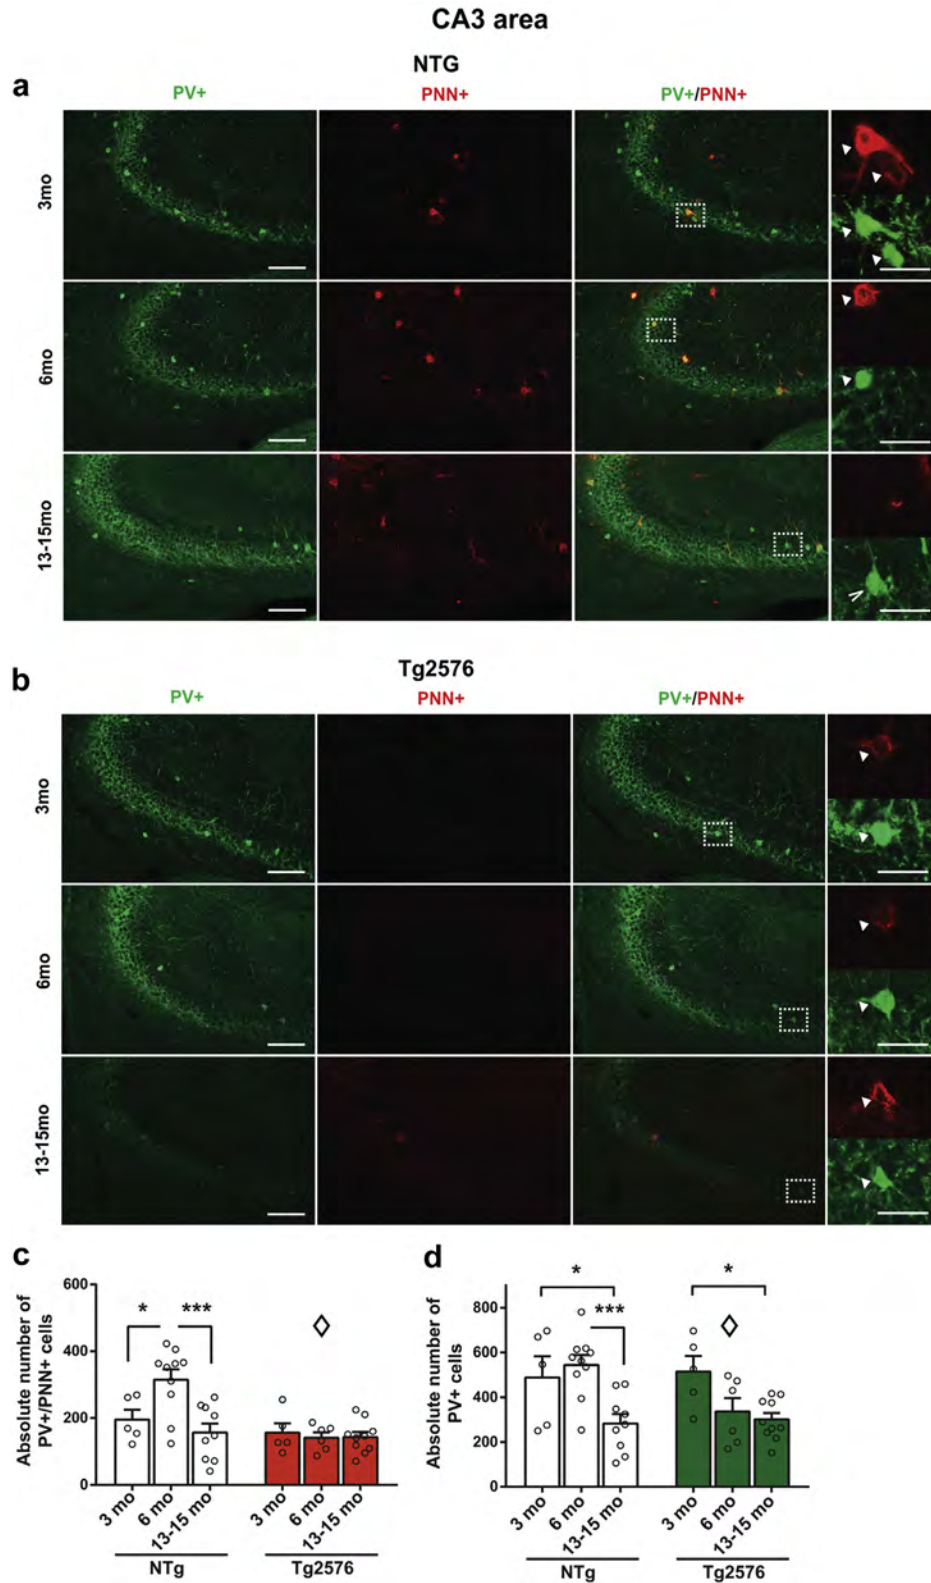 CA3 area
NTG
a
PV+
PNN+
PV+/PNN+
3mo
6mo
13-15mo
Tg2576
b
PV+
PNN+
PV+/PNN+
3mo
6mo
13-15mo
c
Absolute number of
PV+/PNN+ cells
600
400
200
0
*
***
3 mo
6 mo
13-15 mo
3 mo
6 mo
13-15 mo
NTg
Tg2576
d
Absolute number of
PV+ cells
800
600
400
200
0
*
***
*
3 mo
6 mo
13-15 mo
3 mo
6 mo
13-15 mo
NTg
Tg2576